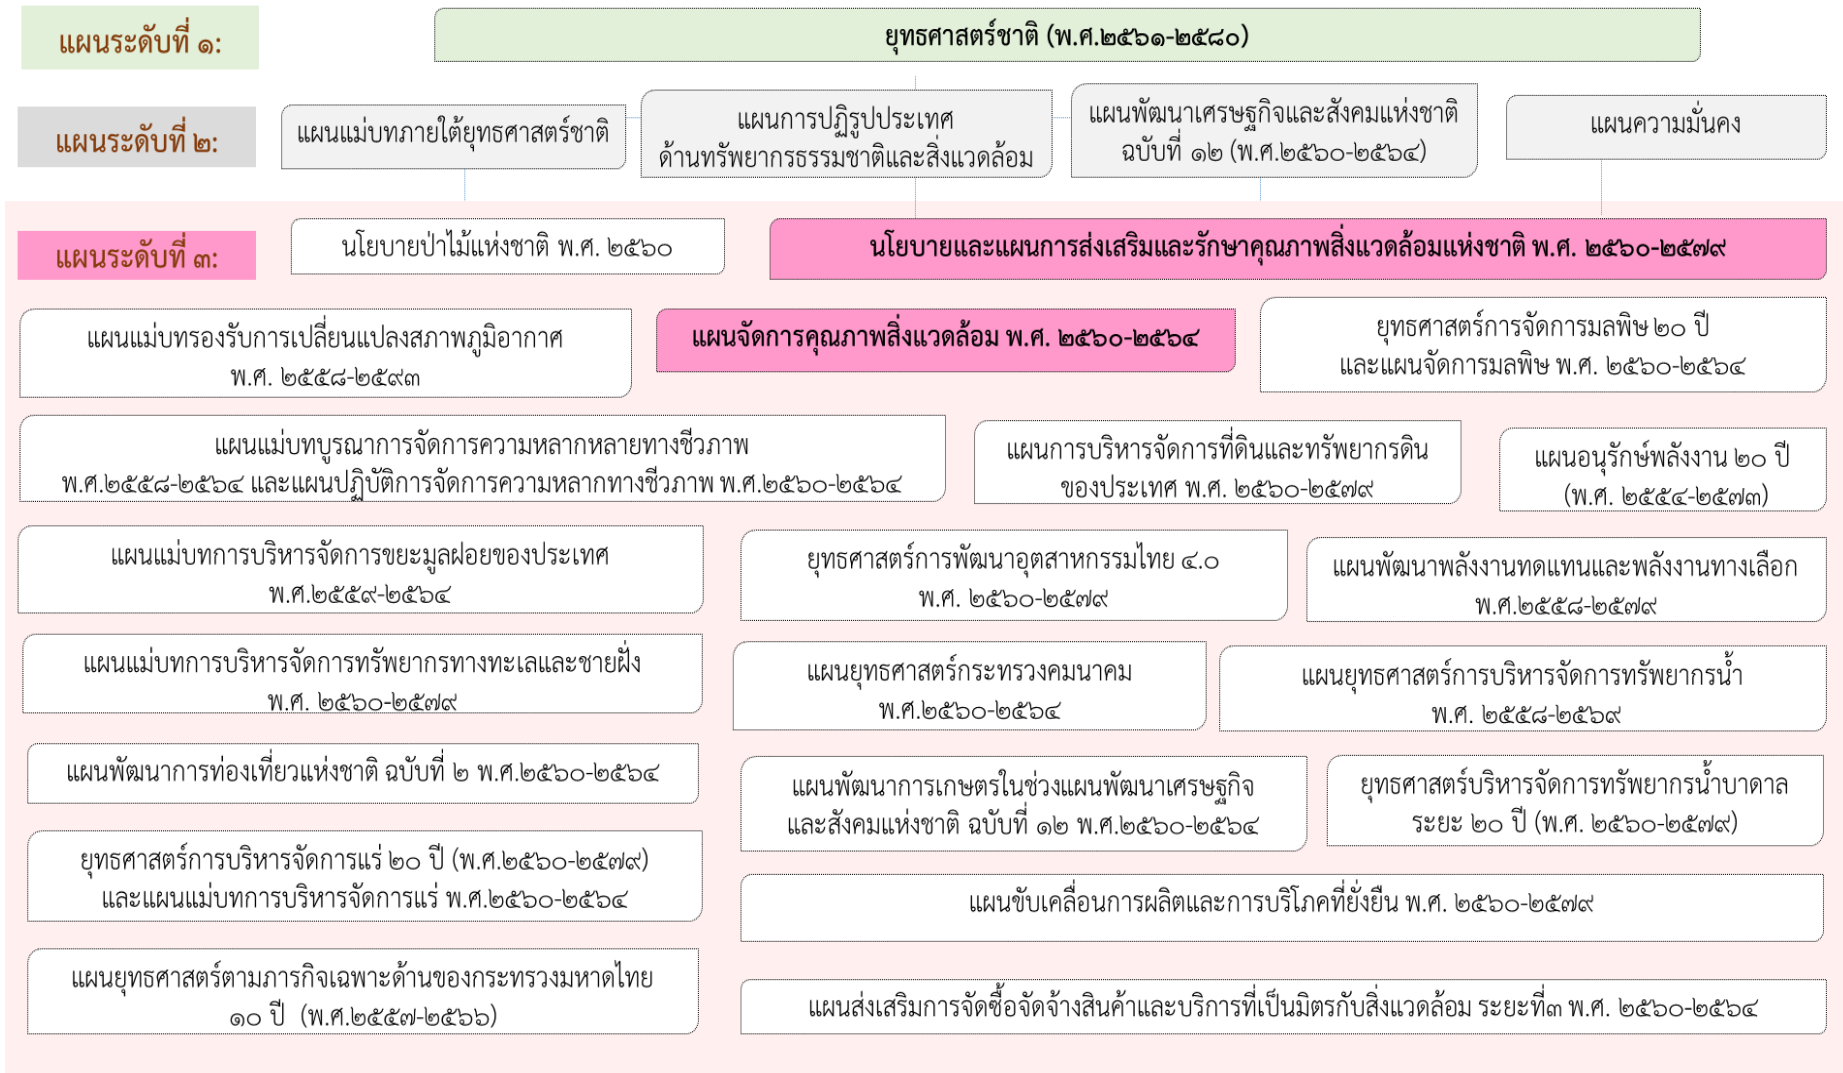 แผนระดับที่ ๑:
ยุทธศาสตร์ชาติ (พ.ศ.๒๕๖๑-๒๕๘๐)
แผนระดับที่ ๒:
แผนแม่บทภายใต้ยุทธศาสตร์ชาติ
แผนการปฏิรูปประเทศ
ด้านทรัพยากรธรรมชาติและสิ่งแวดล้อม
แผนพัฒนาเศรษฐกิจและสังคมแห่งชาติ
ฉบับที่ ๑๒ (พ.ศ.๒๕๖๐-๒๕๖๔)
แผนความมั่นคง
แผนระดับที่ ๓:
นโยบายป่าไม้แห่งชาติ พ.ศ. ๒๕๖๐
นโยบายและแผนการส่งเสริมและรักษาคุณภาพสิ่งแวดล้อมแห่งชาติ พ.ศ. ๒๕๖๐-๒๕๗๙
แผนแม่บทรองรับการเปลี่ยนแปลงสภาพภูมิอากาศ
พ.ศ. ๒๕๕๘-๒๕๙๓
แผนจัดการคุณภาพสิ่งแวดล้อม พ.ศ. ๒๕๖๐-๒๕๖๔
ยุทธศาสตร์การจัดการมลพิษ ๒๐ ปี
และแผนจัดการมลพิษ พ.ศ. ๒๕๖๐-๒๕๖๔
แผนแม่บทบูรณาการจัดการความหลากหลายทางชีวภาพ
พ.ศ.๒๕๕๘-๒๕๖๔ และแผนปฏิบัติการจัดการความหลากทางชีวภาพ พ.ศ.๒๕๖๐-๒๕๖๔
แผนการบริหารจัดการที่ดินและทรัพยากรดิน
ของประเทศ พ.ศ. ๒๕๖๐-๒๕๗๙
แผนอนุรักษ์พลังงาน ๒๐ ปี
(พ.ศ. ๒๕๕๔-๒๕๗๓)
แผนแม่บทการบริหารจัดการขยะมูลฝอยของประเทศ
พ.ศ.๒๕๕๙-๒๕๖๔
ยุทธศาสตร์การพัฒนาอุตสาหกรรมไทย ๔.๐
พ.ศ. ๒๕๖๐-๒๕๗๙
แผนพัฒนาพลังงานทดแทนและพลังงานทางเลือก
พ.ศ.๒๕๕๘-๒๕๗๙
แผนแม่บทการบริหารจัดการทรัพยากรทางทะเลและชายฝั่ง
พ.ศ. ๒๕๖๐-๒๕๗๙
แผนยุทธศาสตร์กระทรวงคมนาคม
พ.ศ.๒๕๖๐-๒๕๖๔
แผนยุทธศาสตร์การบริหารจัดการทรัพยากรน้ำ
พ.ศ. ๒๕๕๘-๒๕๖๙
แผนพัฒนาการท่องเที่ยวแห่งชาติ ฉบับที่ ๒ พ.ศ.๒๕๖๐-๒๕๖๔
แผนพัฒนาการเกษตรในช่วงแผนพัฒนาเศรษฐกิจ
และสังคมแห่งชาติ ฉบับที่ ๑๒ พ.ศ.๒๕๖๐-๒๕๖๔
ยุทธศาสตร์บริหารจัดการทรัพยากรน้ำบาดาล
ระยะ ๒๐ ปี (พ.ศ. ๒๕๖๐-๒๕๗๙)
ยุทธศาสตร์การบริหารจัดการแร่ ๒๐ ปี (พ.ศ.๒๕๖๐-๒๕๗๙)
และแผนแม่บทการบริหารจัดการแร่ พ.ศ.๒๕๖๐-๒๕๖๔
แผนขับเคลื่อนการผลิตและการบริโภคที่ยั่งยืน พ.ศ. ๒๕๖๐-๒๕๗๙
แผนยุทธศาสตร์ตามภารกิจเฉพาะด้านของกระทรวงมหาดไทย
๑๐ ปี (พ.ศ.๒๕๕๗-๒๕๖๖)
แผนส่งเสริมการจัดซื้อจัดจ้างสินค้าและบริการที่เป็นมิตรกับสิ่งแวดล้อม ระยะที่๓ พ.ศ. ๒๕๖๐-๒๕๖๔